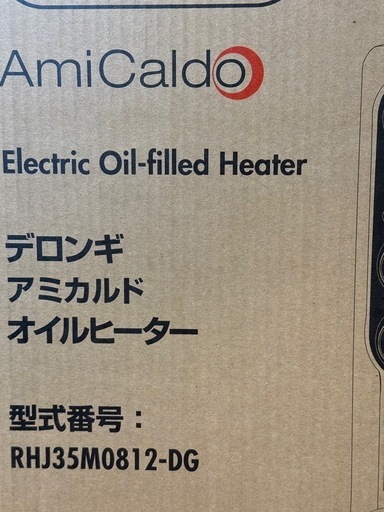 AmiCaldo
Electric Oil-filled Heater
デロンギ
アミカルド
オイルヒーター
型式番号：
RHJ35M0812-DG